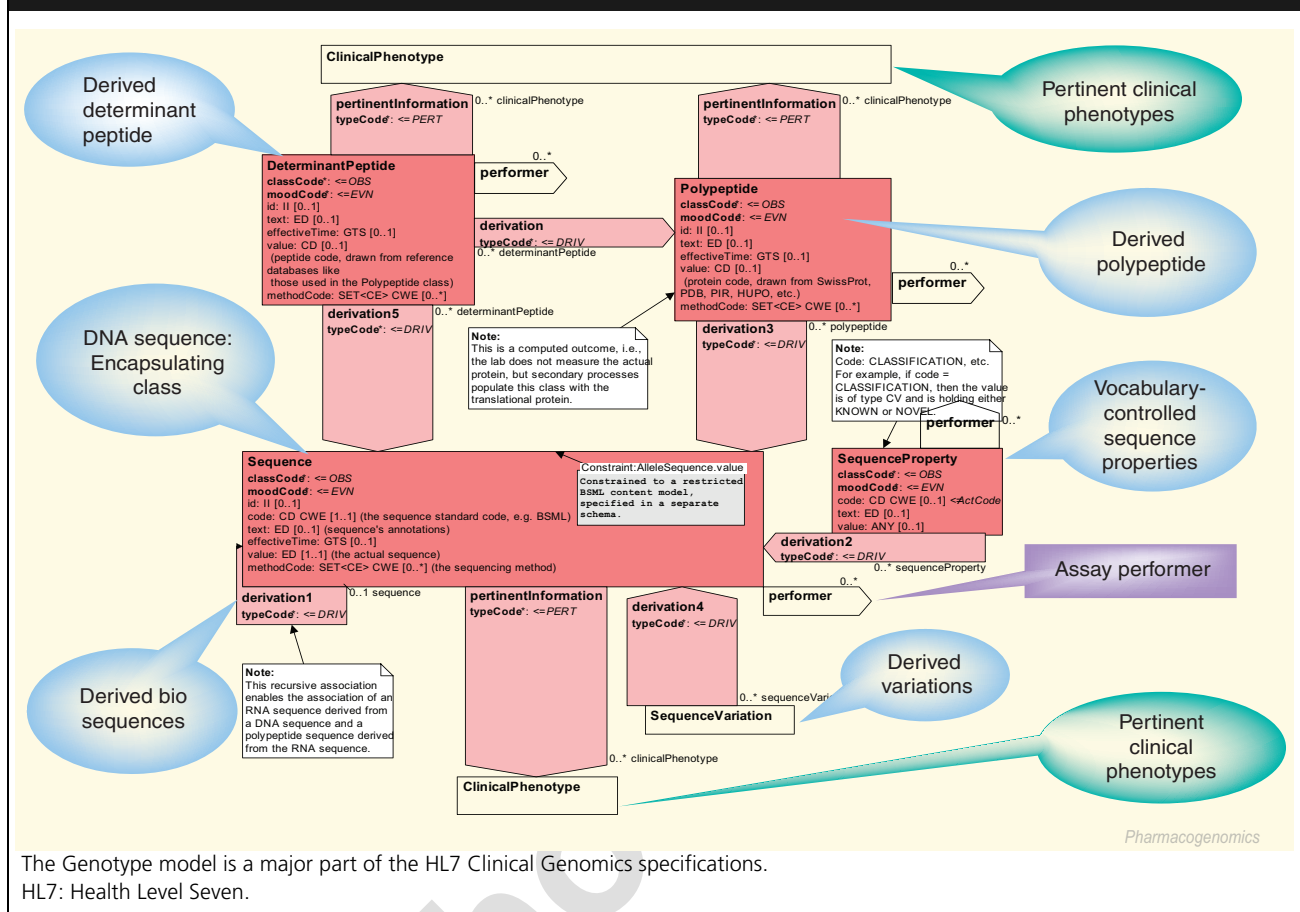 ClinicalPhenotype
Derived
determinant
peptide
Pertinent clinical
phenotypes
pertinentInformation
typeCode*: <= PERT
0..* clinicalPhenotype
pertinentInformation
typeCode*: <= PERT
0..* clinicalPhenotype
DeterminantPeptide
classCode*: <= OBS
moodCode*: <= EVN
id: II [0..1]
text: ED [0..1]
effectiveTime: GTS [0..1]
value: CD [0..1]
(peptide code, drawn from reference
databases like
those used in the Polypeptide class)
methodCode: SET<CE> CWE [0..*]
0..*
performer
derivation
typeCode*: <= DRIV
0..* determinantPeptide
Polypeptide
classCode*: <= OBS
moodCode*: <= EVN
id: II [0..1]
text: ED [0..1]
effectiveTime: GTS [0..1]
value: CD [0..1]
(protein code, drawn from SwissProt,
PDB, PIR, HUPO, etc.)
methodCode: SET<CE> CWE [0..*]
Derived
polypeptide
0..*
performer
DNA sequence:
Encapsulating
class
derivation5
typeCode*: <= DRIV
0..* determinantPeptide
Note:
This is a computed outcome, i.e.,
the lab does not measure the actual
protein, but secondary processes
populate this class with the
translational protein.
derivation3
typeCode*: <= DRIV
0..* polypeptide
Note:
Code: CLASSIFICATION, etc.
For example, if code =
CLASSIFICATION, then the value
is of type CV and is holding either
KNOWN or NOVEL.
performer
0..*
Vocabulary-
controlled
sequence
properties
Sequence
classCode*: <= OBS
moodCode*: <= EVN
id: II [0..1]
code: CD CWE [1..1] (the sequence standard code, e.g. BSML)
text: ED [0..1] (sequence's annotations)
effectiveTime: GTS [0..1]
value: ED [1..1] (the actual sequence)
methodCode: SET<CE> CWE [0..*] (the sequencing method)
Constraint:AlleleSequence.value
Constrained to a restricted
BSML content model,
specified in a separate
schema.
SequenceProperty
classCode*: <= OBS
moodCode*: <= EVN
code: CD CWE [0..1] <= ActCode
text: ED [0..1]
value: ANY [0..1]
derivation2
typeCode*: <= DRIV
0..* sequenceProperty
Assay performer
derivation1
typeCode*: <= DRIV
0..1 sequence
pertinentInformation
typeCode*: <= PERT
derivation4
typeCode*: <= DRIV
0..*
performer
Derived bio
sequences
Note:
This recursive association
enables the association of an
RNA sequence derived from
a DNA sequence and a
polypeptide sequence derived
from the RNA sequence.
Derived
variations
0..* sequenceVari
SequenceVariation
0..* clinicalPhenotype
ClinicalPhenotype
Pertinent
clinical
phenotypes
Pharmacogenomics
The Genotype model is a major part of the HL7 Clinical Genomics specifications.
HL7: Health Level Seven.